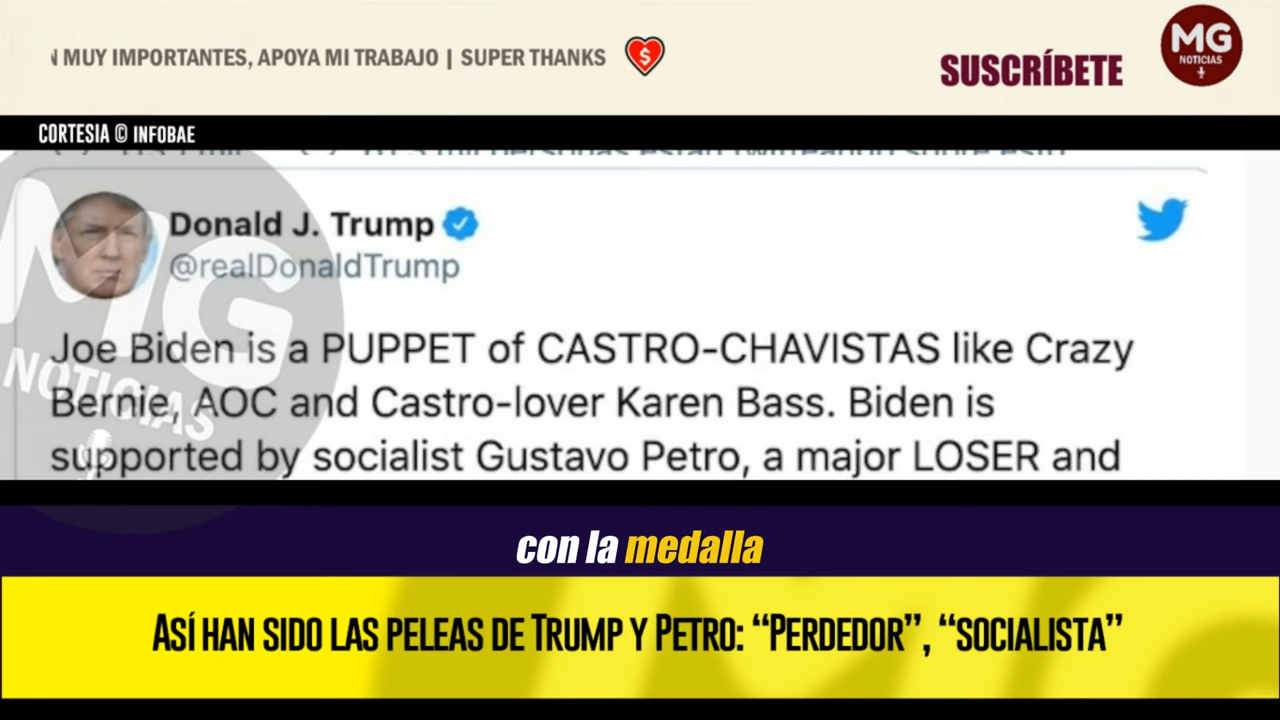 N MUY IMPORTANTES, APOYA MI TRABAJO | SUPER THANKS
$
SUSCRÍBETE
MG
NOTICIAS
CORTESIA © INFOBAE
Donald J. Trump
@realDonaldTrump
Joe Biden is a PUPPET of CASTRO-CHAVISTAS like Crazy
Bernie, AOC and Castro-lover Karen Bass. Biden is
supported by socialist Gustavo Petro, a major LOSER and
MG
NOTICIAS
con la medalla
ASÍ HAN SIDO LAS PELEAS DE TRUMP Y PETRO: “PERDEDOR”, “SOCIALISTA”